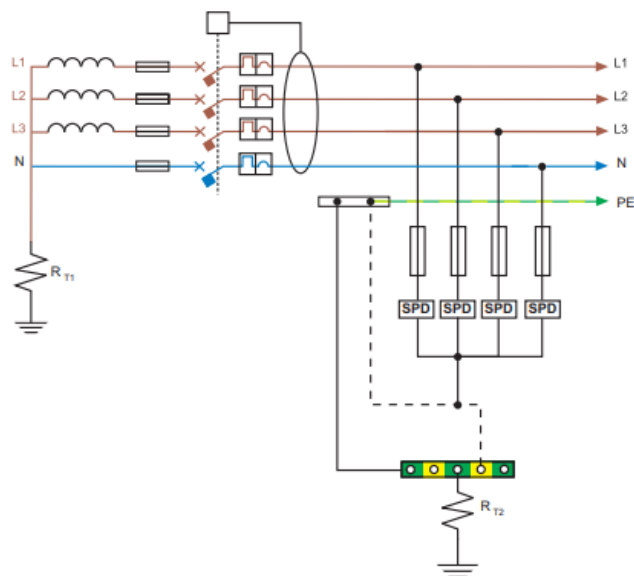 L1 L1
L2 L2
L3 L3
N N
PE
R T1
SPD SPD SPD SPD
R T2